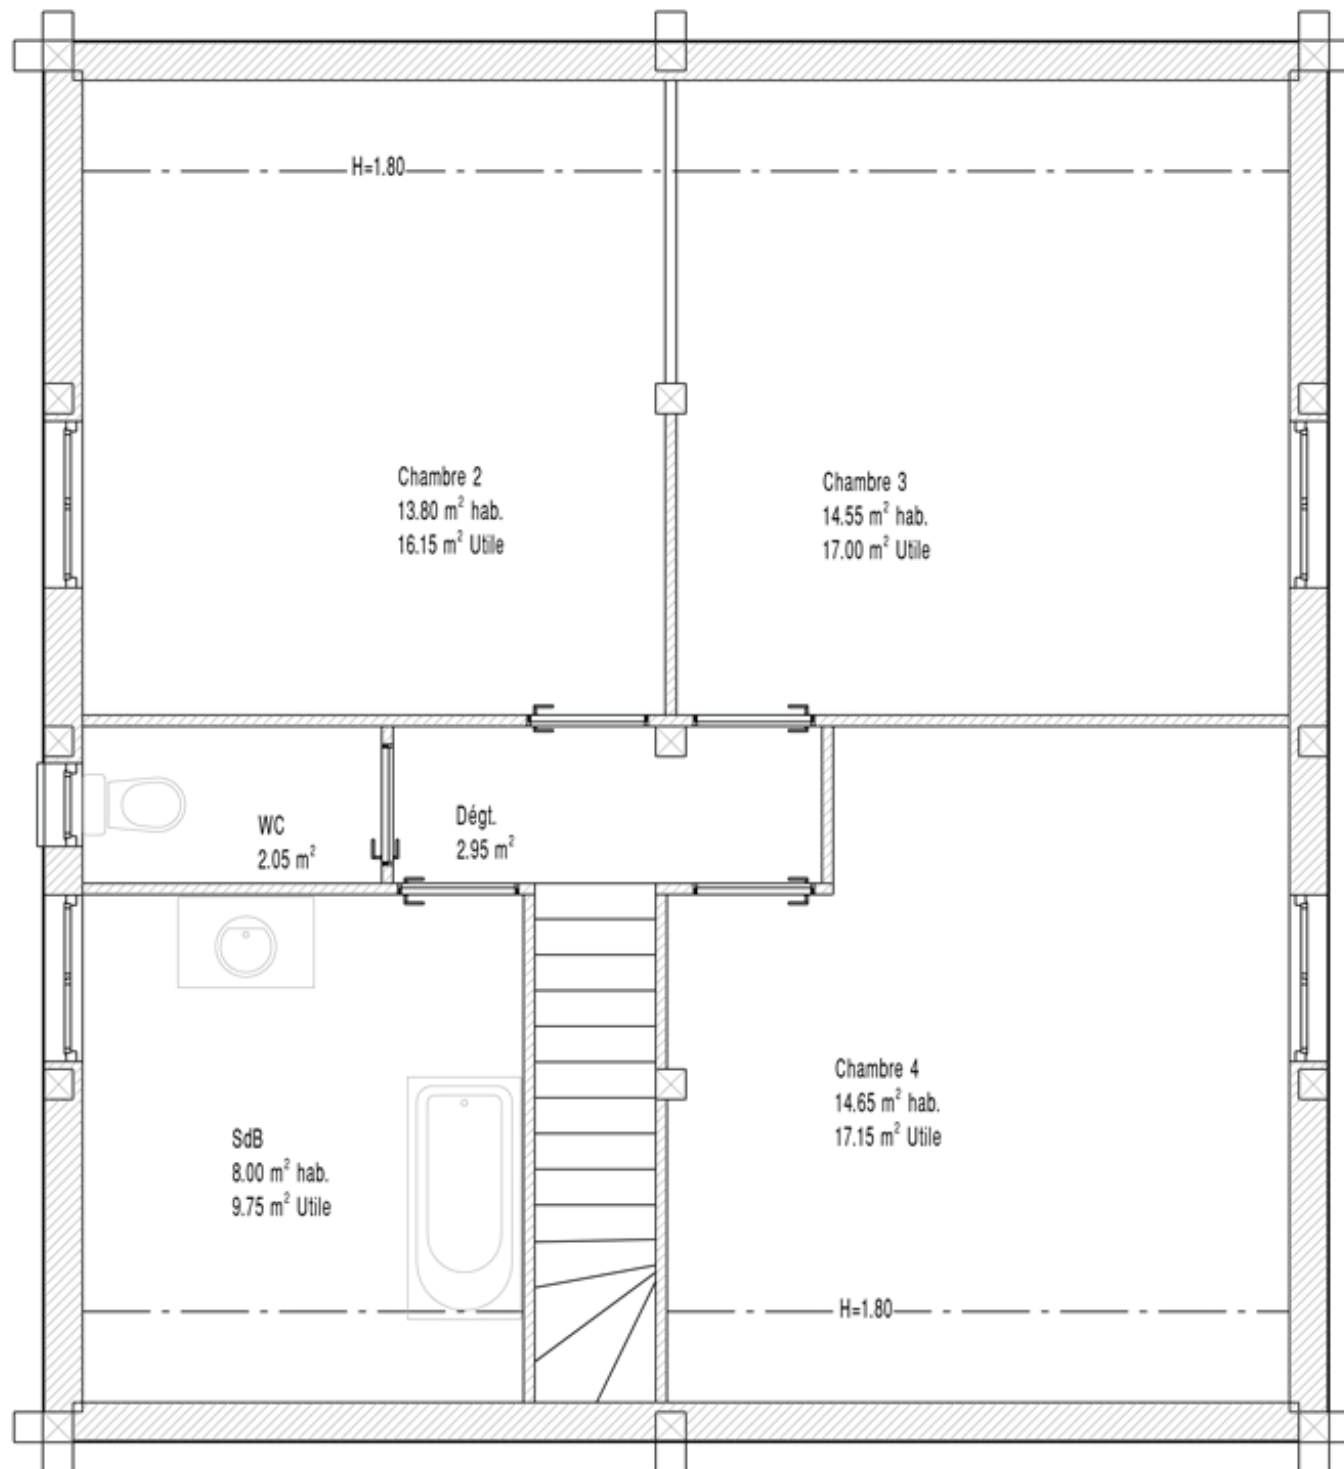 H=1.80
Chambre 2
13.80 m² hab.
16.15 m² Utile
Chambre 3
14.55 m² hab.
17.00 m² Utile
WC
2.05 m²
Dégt.
2.95 m²
Chambre 4
14.65 m² hab.
17.15 m² Utile
SdB
8.00 m² hab.
9.75 m² Utile
H=1.80